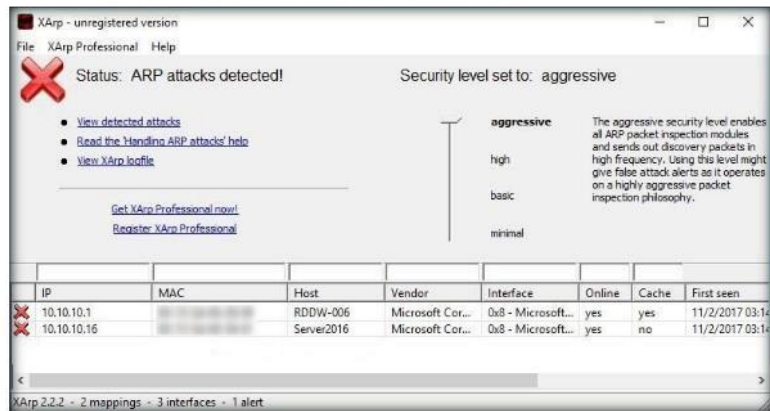 XArp - unregistered version
File XArp Professional Help
Status: ARP attacks detected!
Security level set to: aggressive
View detected attacks
Read the 'Handling ARP attacks' help
View XArp logfile
Get XArp Professional now!
Register XArp Professional
aggressive
high
basic
minimal
The aggressive security level enables
all ARP packet inspection modules
and sends out discovery packets in
high frequency. Using this level might
give false attack alerts as it operates
on a highly aggressive packet
inspection philosophy.
IP MAC Host Vendor Interface Online Cache First seen
10.10.10.1 RDDW-006 Microsoft Cor... 0x8 - Microsoft... yes yes 11/2/2017 03:14
10.10.10.16 Server2016 Microsoft Cor... 0x8 - Microsoft... yes no 11/2/2017 03:14
XArp 2.2.2 - 2 mappings - 3 interfaces - 1 alert